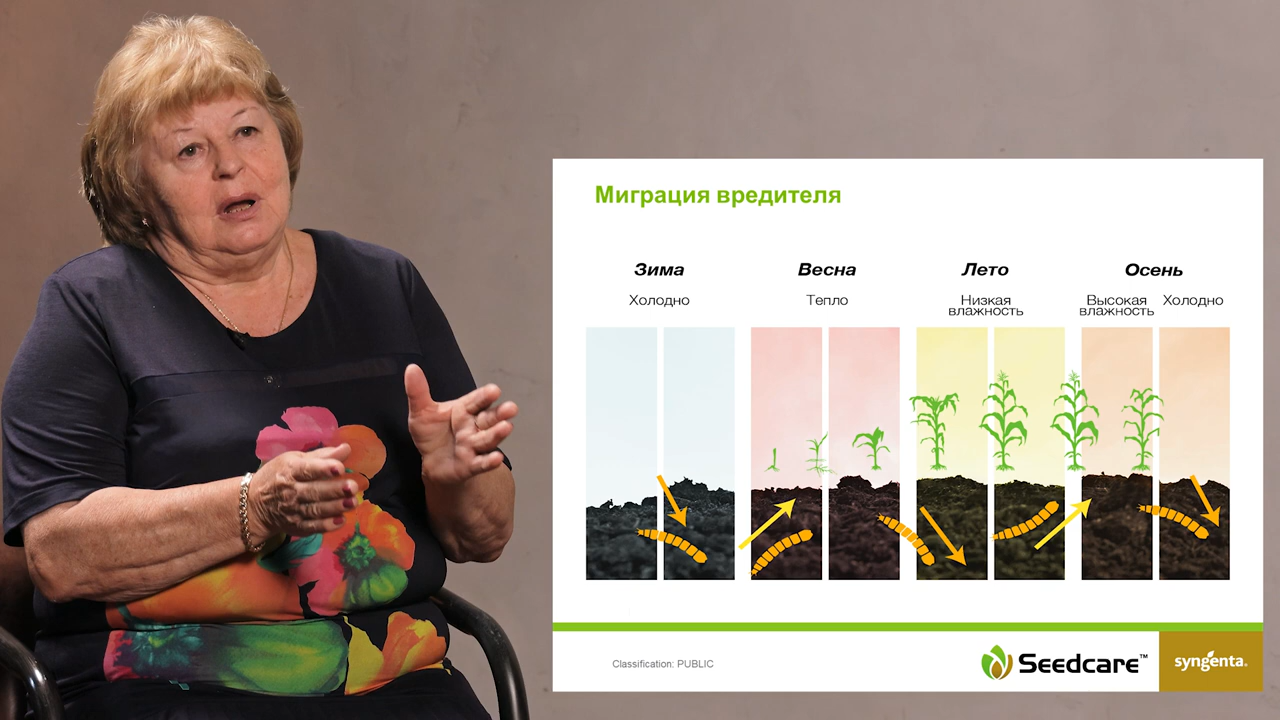 Миграция вредителя
Зима
Холодно
Весна
Тепло
Лето
Низкая
влажность
Осень
Высокая
влажность
Холодно
Classification: PUBLIC
Seedcare™
syngenta®